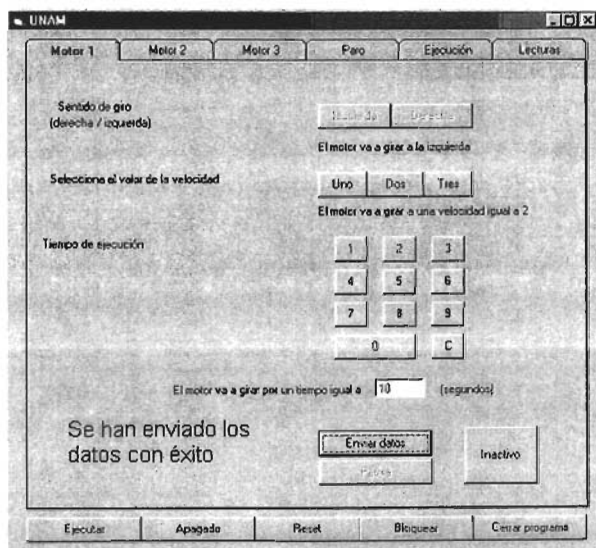 UNAM
Motor 1 Motor 2 Motor 3 Paro Ejecución Lecturas
Sentido de giro
(derecha / izquierda)
Izquierda Derecha
El motor va a girar a la izquierda
Selecciona el valor de la velocidad
Uno Dos Tres
El motor va a girar a una velocidad igual a 2
Tiempo de ejecución
1 2 3
4 5 6
7 8 9
0 C
El motor va a girar por un tiempo igual a 10 (segundos)
Se han enviado los
datos con éxito
Enviar datos
Inactivo
Ejecutar Apagado Reset Bloquear Cerrar programa